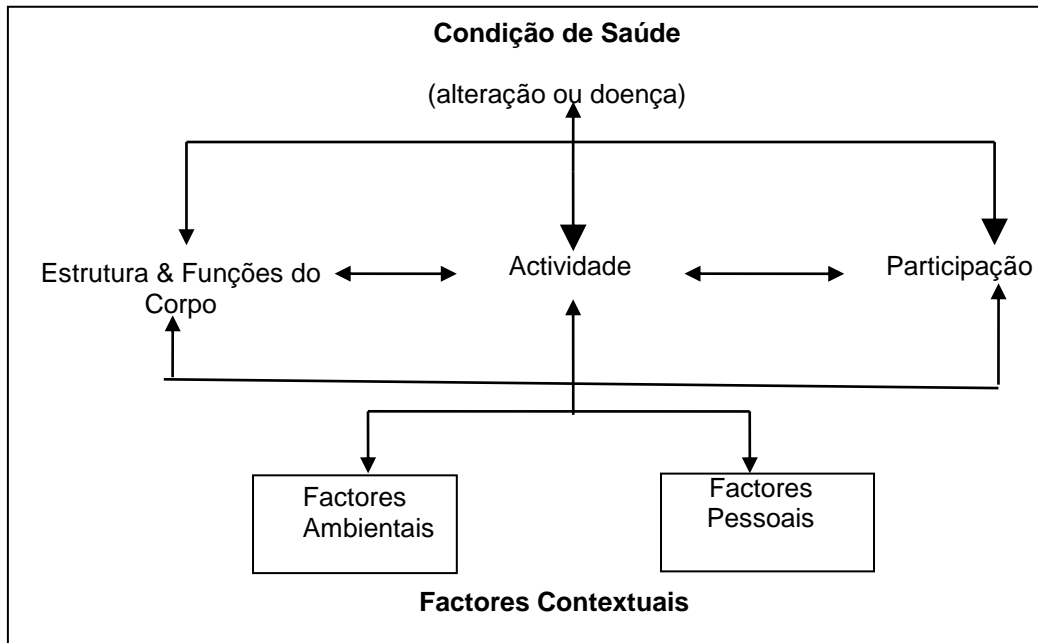 Condição de Saúde
(alteração ou doença)
Estrutura & Funções do
Corpo
Actividade
Participação
Factores
Ambientais
Factores
Pessoais
Factores Contextuais